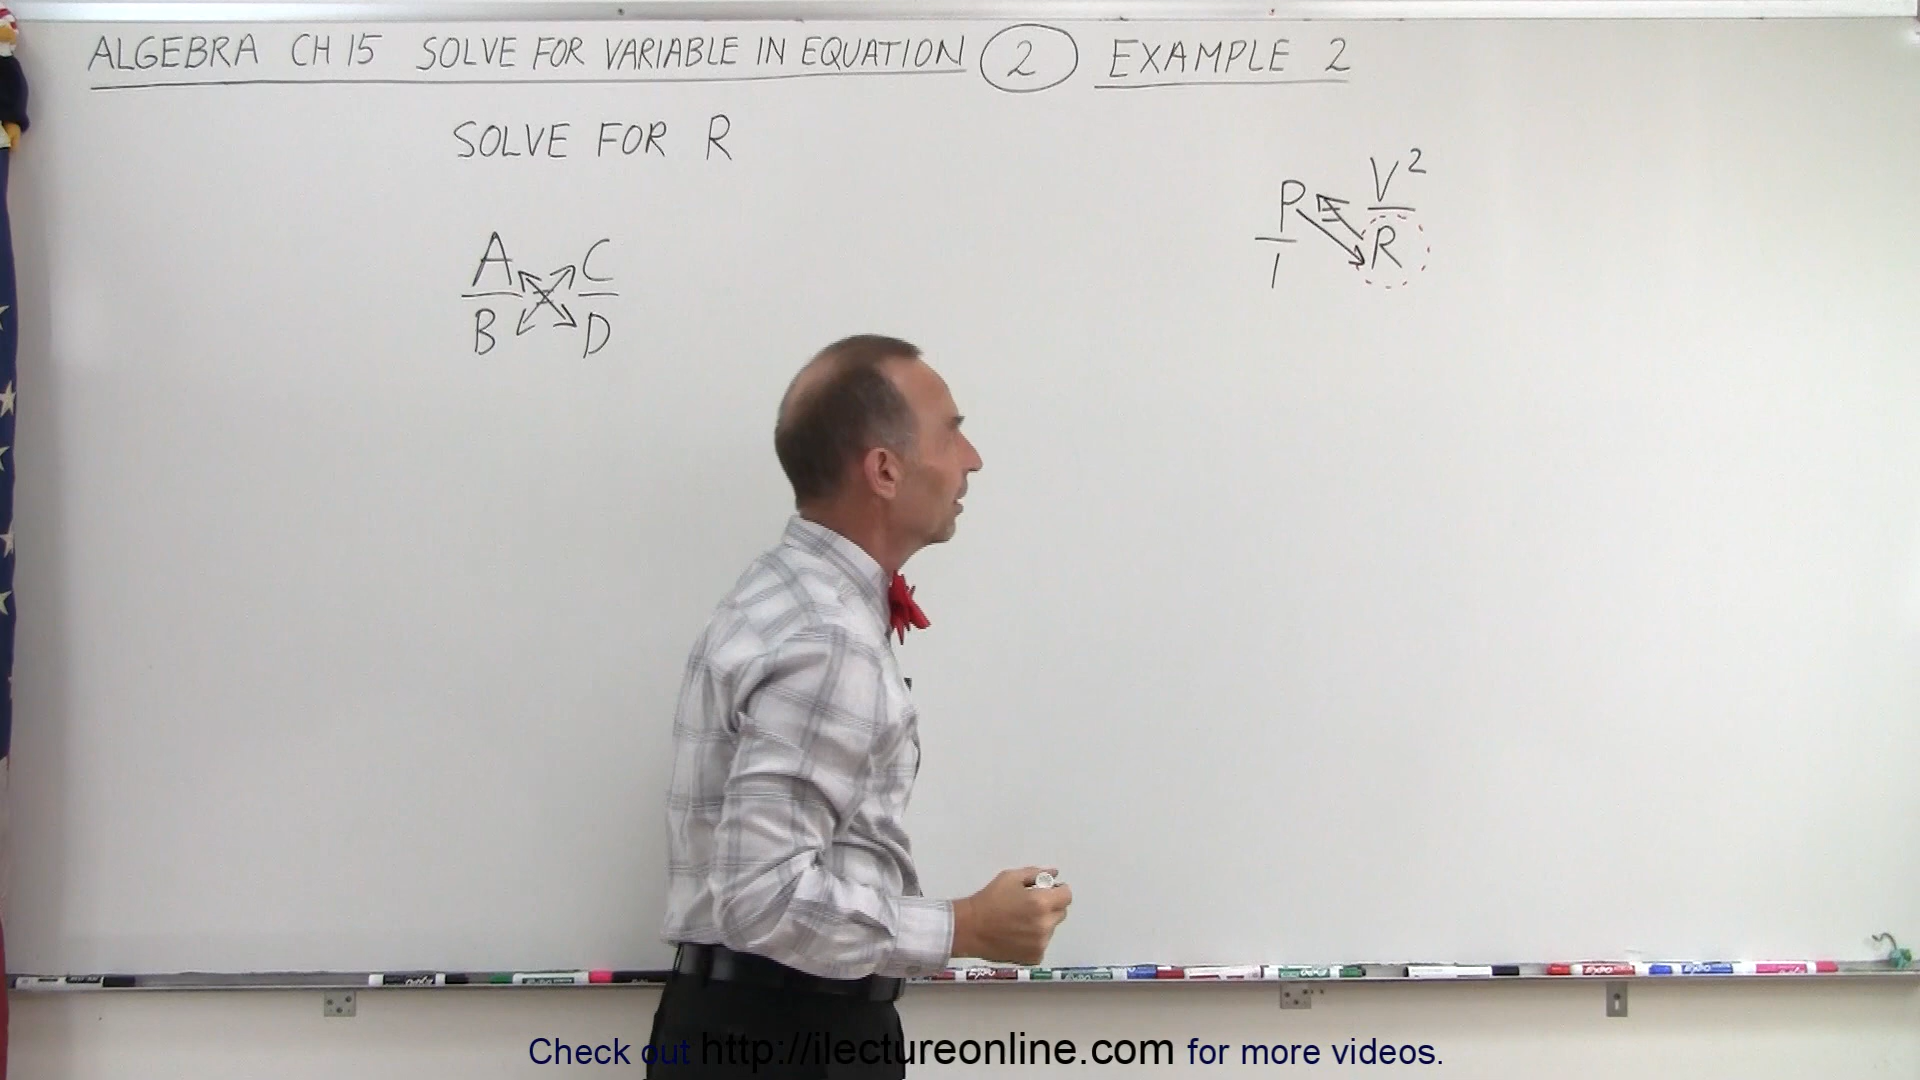 ALGEBRA CH 15 SOLVE FOR VARIABLE IN EQUATION 2 EXAMPLE 2
SOLVE FOR R
A = C
B D
P = V²
1 R
Check out http://ilectureonline.com for more videos.